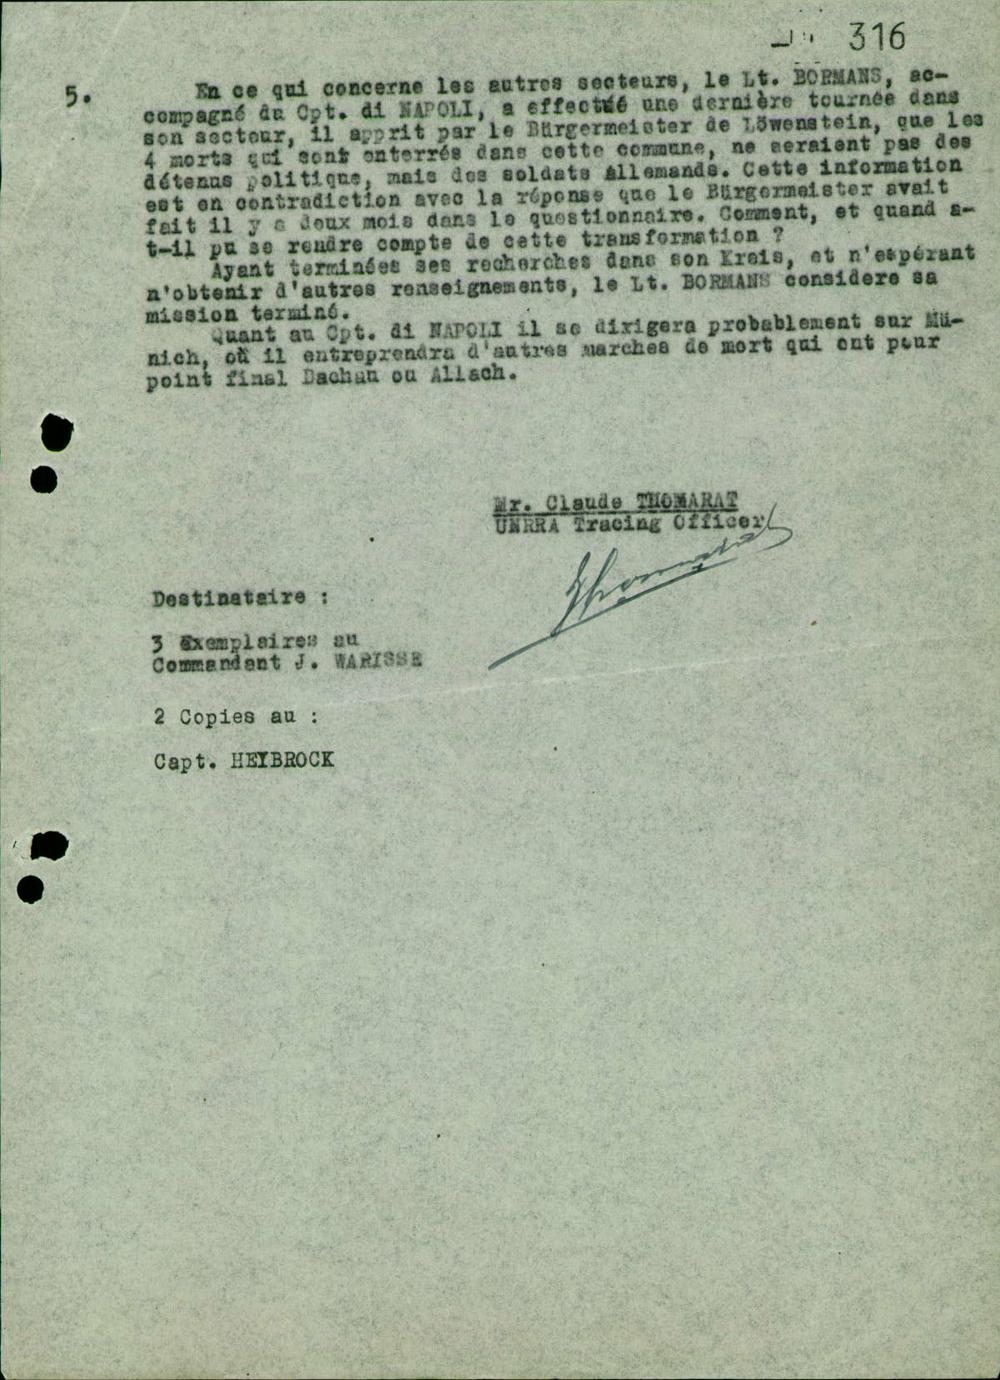 316
5. En ce qui concerne les autres secteurs, le Lt. BORMANS, ac-
compagné du Cpt. di NAPOLI, a effectué une dernière tournée dans
son secteur, il apprit par le Bürgermeister de Löwenstein, que les
4 morts qui sont enterrés dans cette commune, ne seraient pas des
détenus politique, mais des soldats Allemands. Cette information
est en contradiction avec la réponse que le Bürgermeister avait
fait il y a deux mois dans le questionnaire. Comment, et quand a-
t-il pu se rendre compte de cette transformation ?
Ayant terminées ses recherches dans son Kreis, et n'espérant
n'obtenir d'autres renseignements, le Lt. BORMANS considere sa
mission terminé.
Quant au Cpt. di NAPOLI il se dirigera probablement sur Mü-
nich, où il entreprendra d'autres marches de mort qui ont pour
point final Dachau ou Allach.
Mr. Claude THOMARAT
UNRRA Tracing Officer
Thomarat
Destinataire :
3 Exemplaires au
Commandant J. WARISSE
2 Copies au :
Capt. HEYBROCK